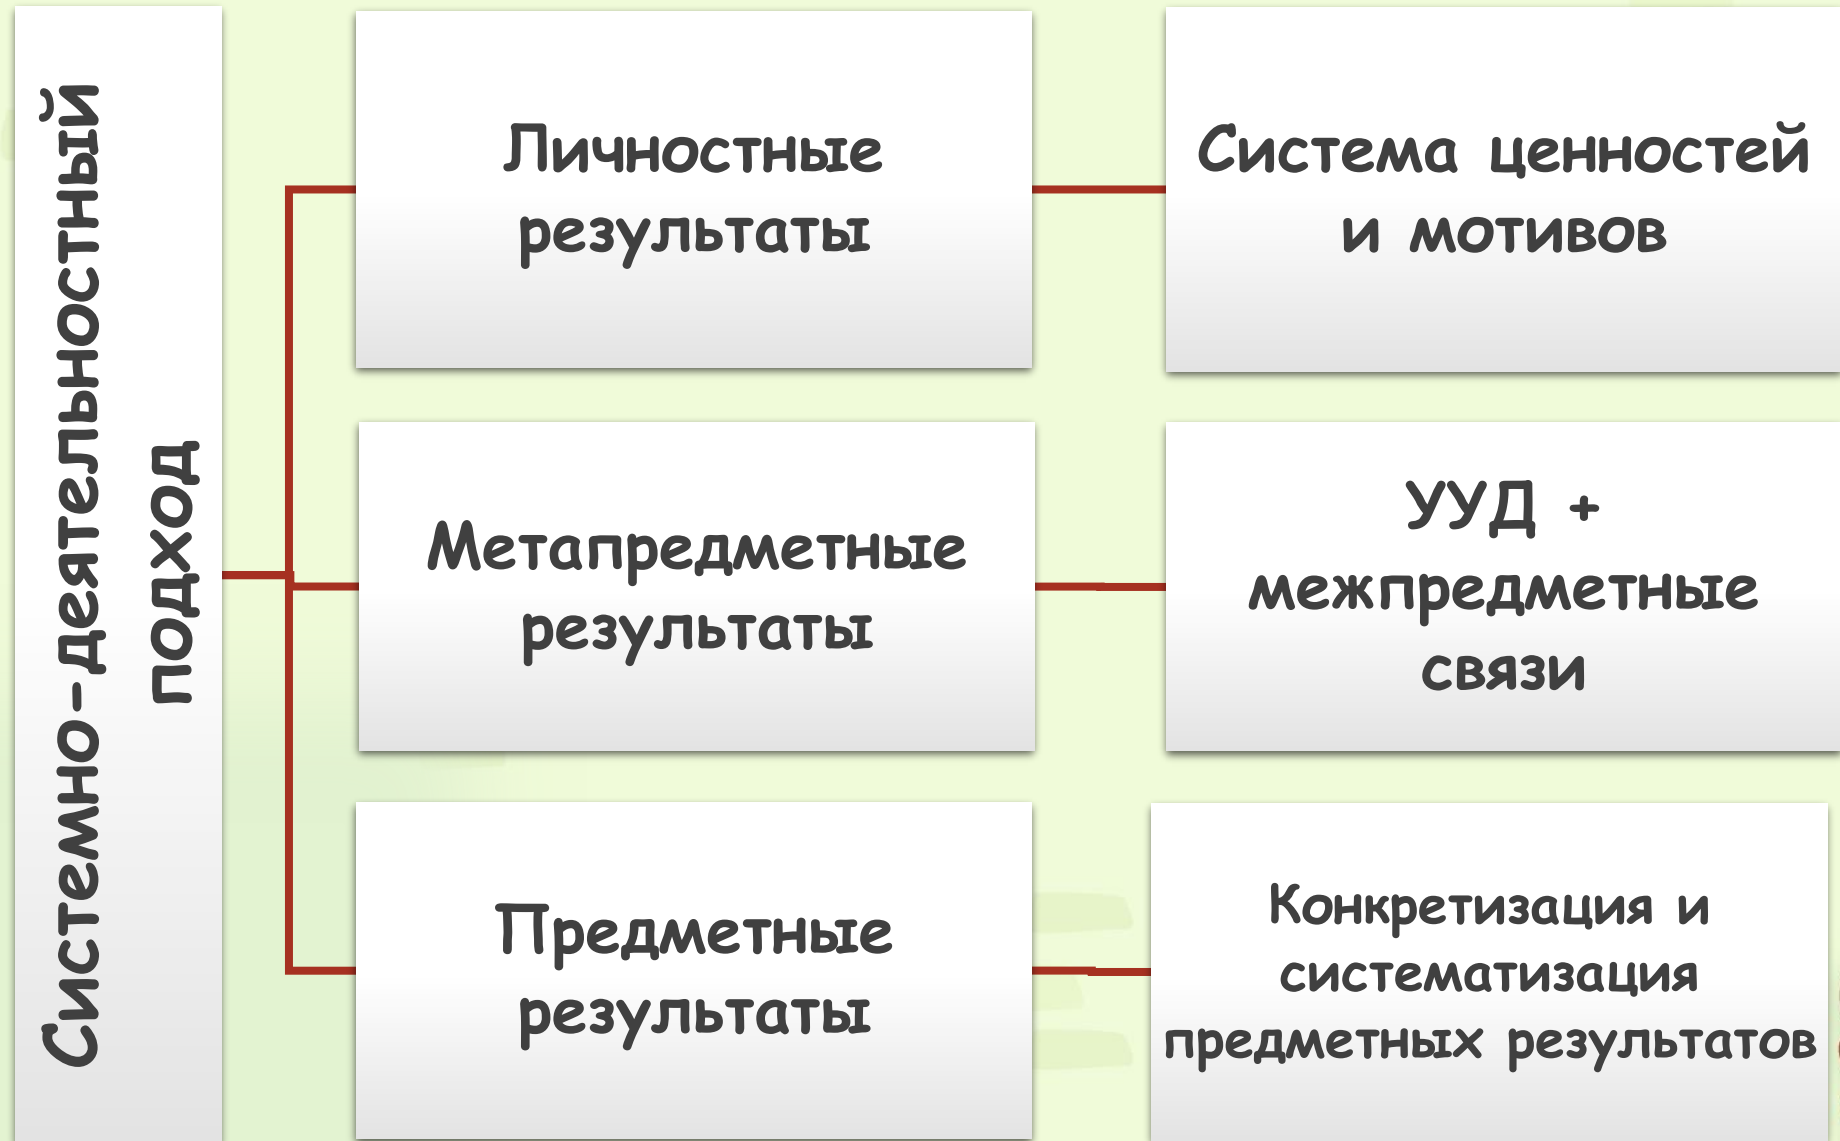 Системно-деятельностный
подход
Личностные
результаты
Система ценностей
и мотивов
Метапредметные
результаты
УУД +
межпредметные
связи
Предметные
результаты
Конкретизация и
систематизация
предметных результатов